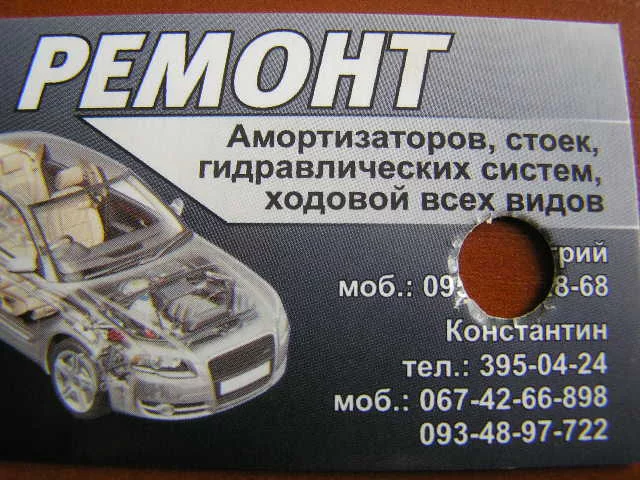 РЕМОНТ
Амортизаторов, стоек,
гидравлических систем,
ходовой всех видов
моб.:
Константин
тел.: 395-04-24
моб.: 067-42-66-898
093-48-97-722